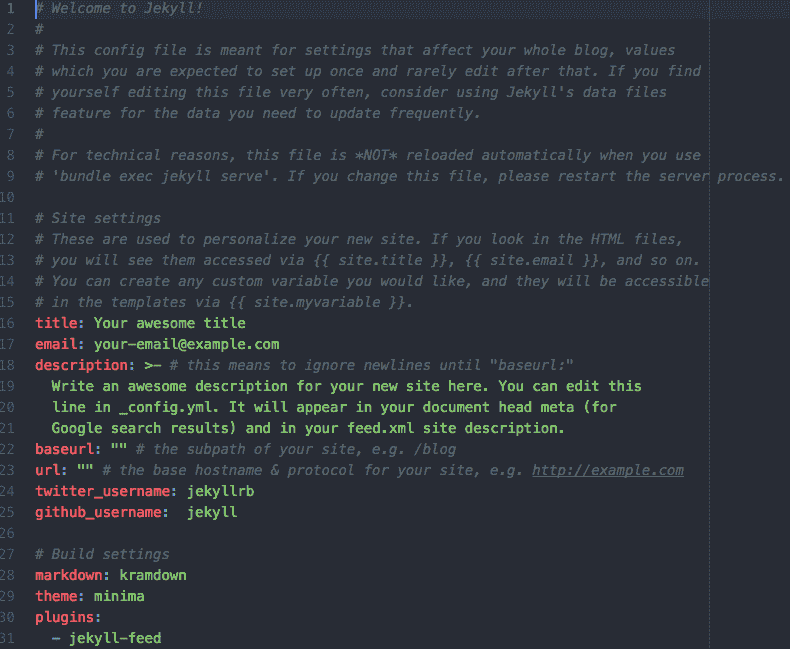 1 # Welcome to Jekyll!
2 #
3 # This config file is meant for settings that affect your whole blog, values
4 # which you are expected to set up once and rarely edit after that. If you find
5 # yourself editing this file very often, consider using Jekyll's data files
6 # feature for the data you need to update frequently.
7 #
8 # For technical reasons, this file is *NOT* reloaded automatically when you use
9 # 'bundle exec jekyll serve'. If you change this file, please restart the server process.
10
11 # Site settings
12 # These are used to personalize your new site. If you look in the HTML files,
13 # you will see them accessed via {{ site.title }}, {{ site.email }}, and so on.
14 # You can create any custom variable you would like, and they will be accessible
15 # in the templates via {{ site.myvariable }}.
16 title: Your awesome title
17 email: your-email@example.com
18 description: >- # this means to ignore newlines until "baseurl:"
19   Write an awesome description for your new site here. You can edit this
20   line in _config.yml. It will appear in your document head meta (for
21   Google search results) and in your feed.xml site description.
22 baseurl: "" # the subpath of your site, e.g. /blog
23 url: "" # the base hostname & protocol for your site, e.g. http://example.com
24 twitter_username: jekyllrb
25 github_username:  jekyll
26
27 # Build settings
28 markdown: kramdown
29 theme: minima
30 plugins:
31   - jekyll-feed